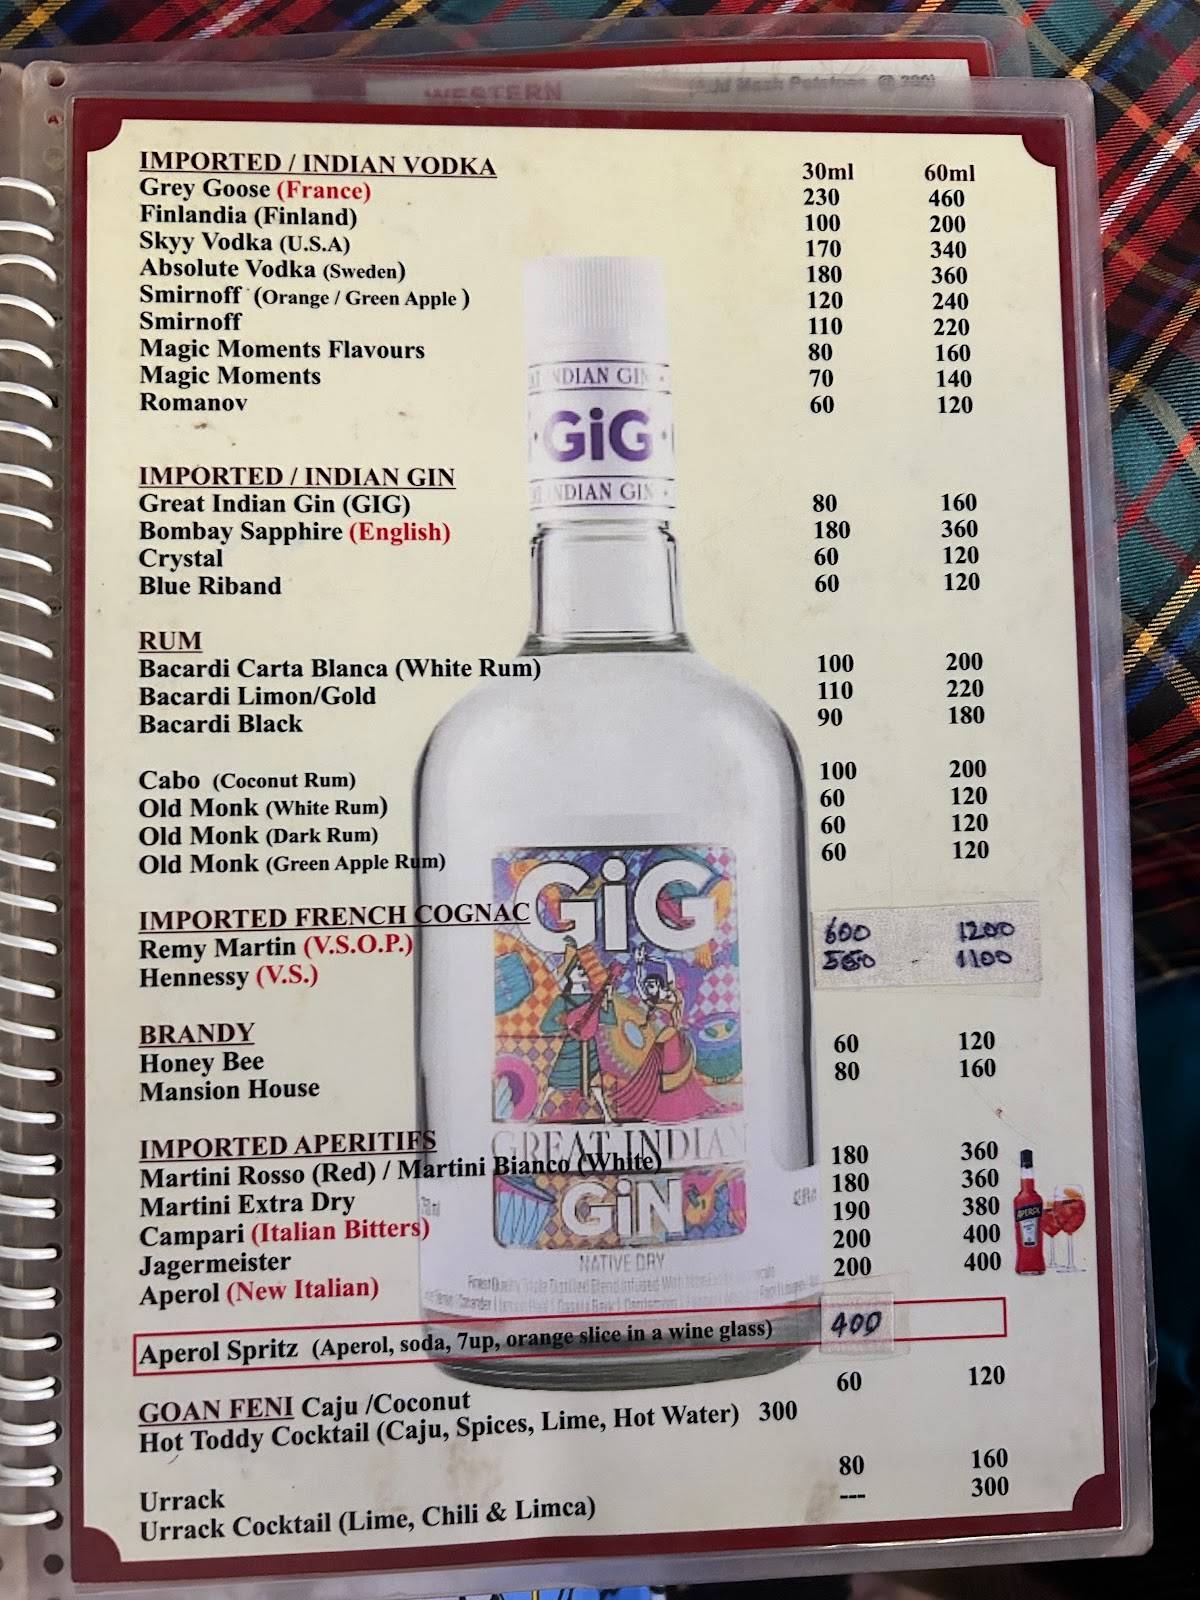 WESTERN (Add Mash Potatoes @ 200)
IMPORTED / INDIAN VODKA 30ml 60ml
Grey Goose (France) 230 460
Finlandia (Finland) 100 200
Skyy Vodka (U.S.A) 170 340
Absolute Vodka (Sweden) 180 360
Smirnoff (Orange / Green Apple ) 120 240
Smirnoff 110 220
Magic Moments Flavours 80 160
Magic Moments 70 140
Romanov 60 120
INDIAN GIN
GiG
INDIAN GIN
IMPORTED / INDIAN GIN
Great Indian Gin (GIG) 80 160
Bombay Sapphire (English) 180 360
Crystal 60 120
Blue Riband 60 120
RUM
Bacardi Carta Blanca (White Rum) 100 200
Bacardi Limon/Gold 110 220
Bacardi Black 90 180
Cabo (Coconut Rum) 100 200
Old Monk (White Rum) 60 120
Old Monk (Dark Rum) 60 120
Old Monk (Green Apple Rum) 60 120
GiG
IMPORTED FRENCH COGNAC
Remy Martin (V.S.O.P.) 600 1200
Hennessy (V.S.) 550 1100
BRANDY
Honey Bee 60 120
Mansion House 80 160
GREAT INDIAN
GiN
NATIVE DRY
IMPORTED APERITIFS
Martini Rosso (Red) / Martini Bianco (White) 180 360
Martini Extra Dry 180 360
Campari (Italian Bitters) 190 380
Jagermeister 200 400
Aperol (New Italian) 200 400
APEROL
Aperol Spritz (Aperol, soda, 7up, orange slice in a wine glass) 400
GOAN FENI Caju /Coconut 60 120
Hot Toddy Cocktail (Caju, Spices, Lime, Hot Water) 300
Urrack 80 160
Urrack Cocktail (Lime, Chili & Limca) --- 300